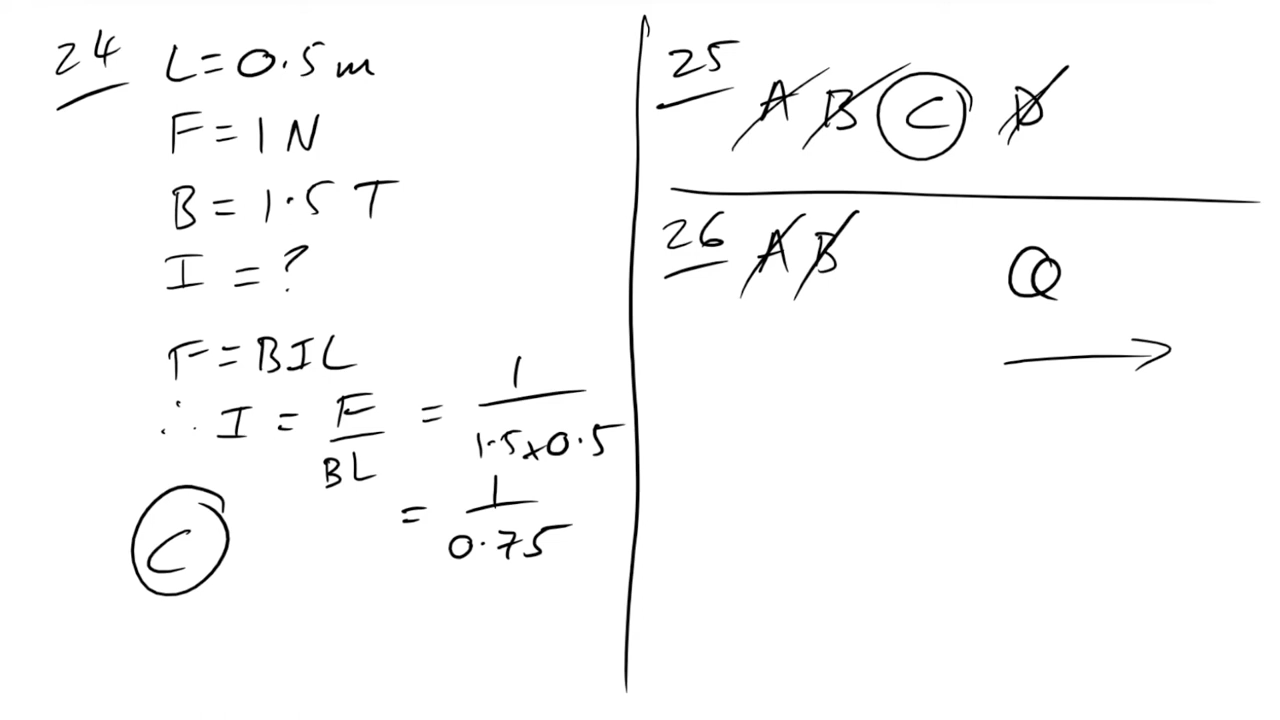 24 L=0.5m
F=1N
B=1.5T
I=?
F=BIL
∴ I = F/BL = 1/1.5×0.5
= 1/0.75
C
25 A B C D
26 A B